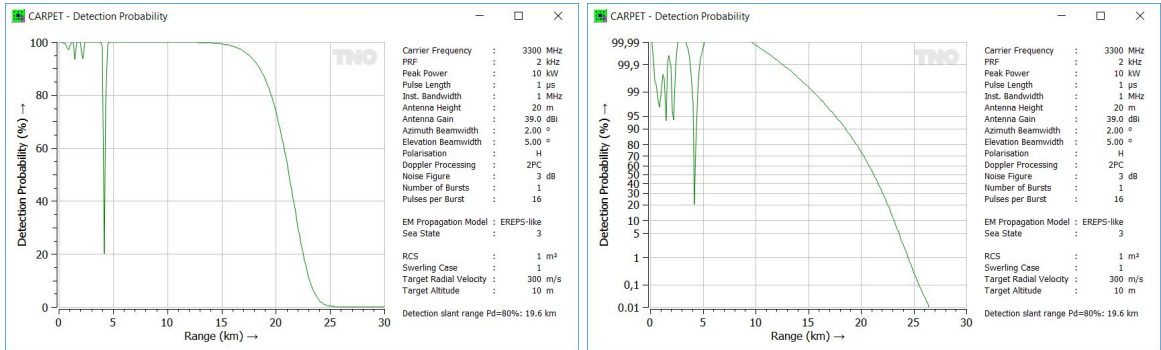 CARPET - Detection Probability
TNO
100
80
60
40
20
0
Detection Probability (%) →
0 5 10 15 20 25 30
Range (km) →
Carrier Frequency : 3300 MHz
PRF : 2 kHz
Peak Power : 10 kW
Pulse Length : 1 µs
Inst. Bandwidth : 1 MHz
Antenna Height : 20 m
Antenna Gain : 39.0 dBi
Azimuth Beamwidth : 2.00 º
Elevation Beamwidth : 5.00 º
Polarisation : H
Doppler Processing : 2PC
Noise Figure : 3 dB
Number of Bursts : 1
Pulses per Burst : 16
EM Propagation Model : EREPS-like
Sea State : 3
RCS : 1 m²
Swerling Case : 1
Target Radial Velocity : 300 m/s
Target Altitude : 10 m
Detection slant range Pd=80%: 19.6 km
CARPET - Detection Probability
TNO
99,99
99,9
99
95
90
80
70
60
50
40
30
20
10
5
1
0,1
0.01
Detection Probability (%) →
0 5 10 15 20 25 30
Range (km) →
Carrier Frequency : 3300 MHz
PRF : 2 kHz
Peak Power : 10 kW
Pulse Length : 1 µs
Inst. Bandwidth : 1 MHz
Antenna Height : 20 m
Antenna Gain : 39.0 dBi
Azimuth Beamwidth : 2.00 º
Elevation Beamwidth : 5.00 º
Polarisation : H
Doppler Processing : 2PC
Noise Figure : 3 dB
Number of Bursts : 1
Pulses per Burst : 16
EM Propagation Model : EREPS-like
Sea State : 3
RCS : 1 m²
Swerling Case : 1
Target Radial Velocity : 300 m/s
Target Altitude : 10 m
Detection slant range Pd=80%: 19.6 km